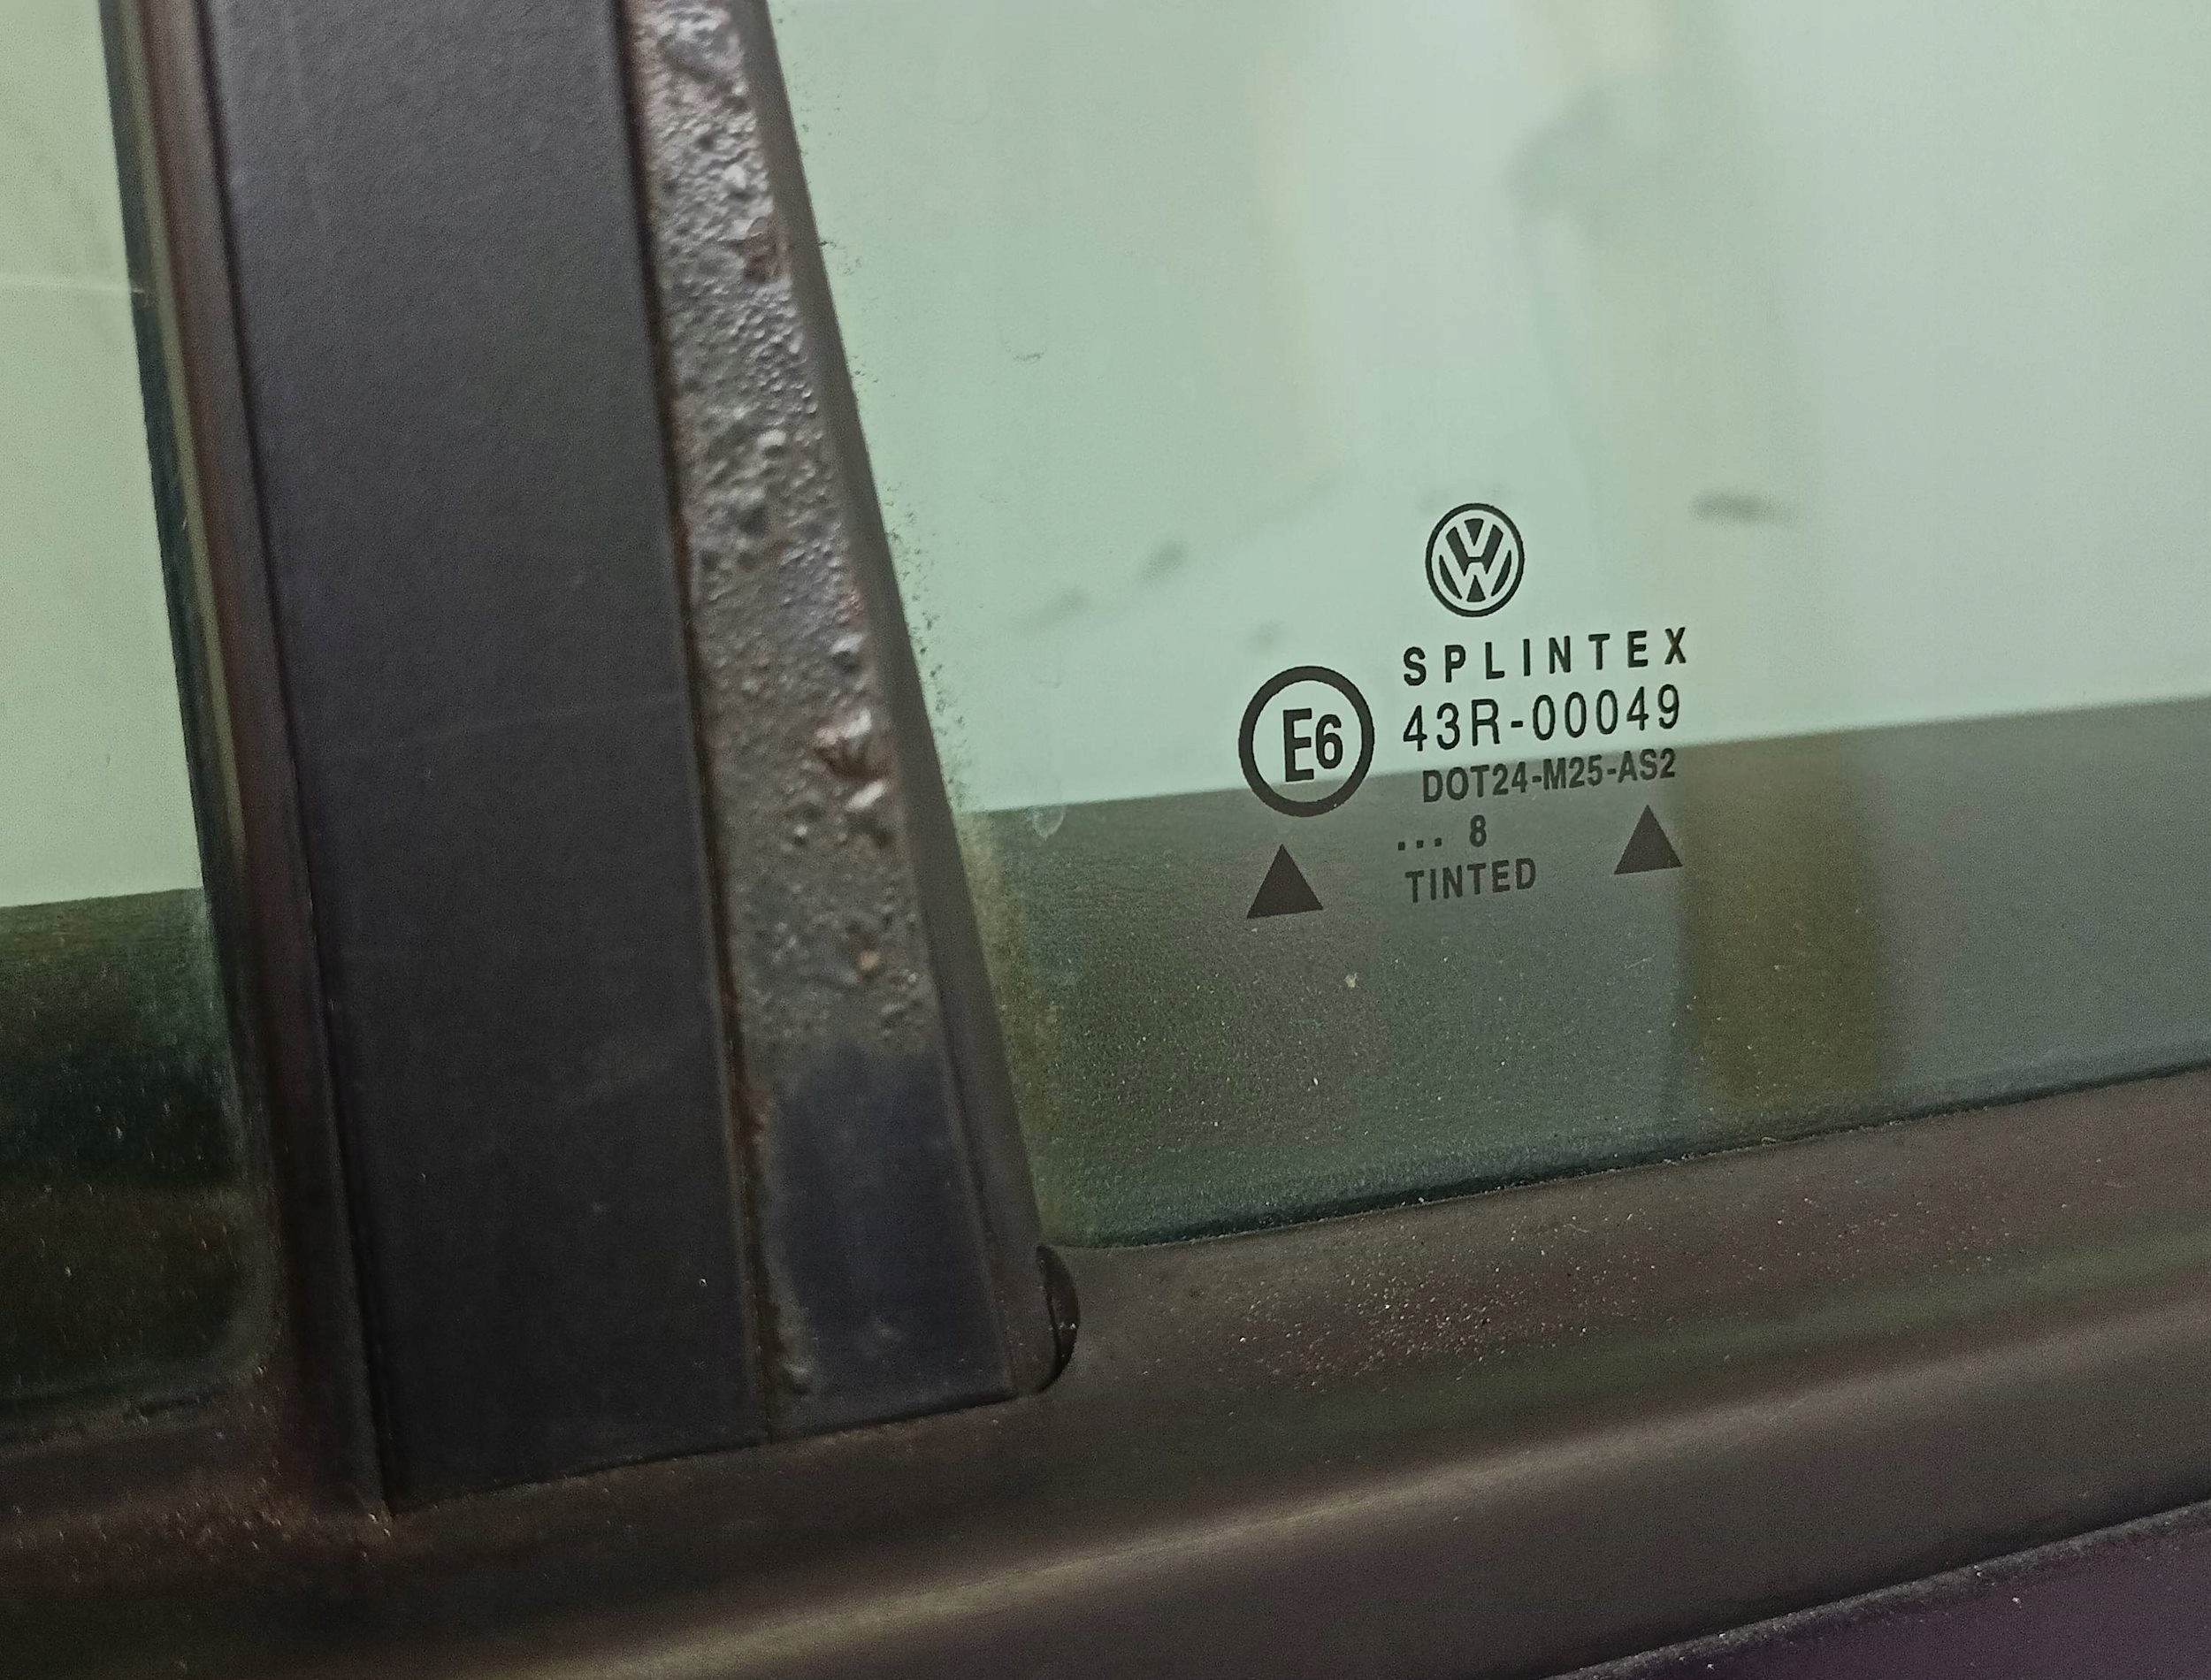 SPLINTEX
E6
43R-00049
DOT24-M25-AS2
... 8
TINTED